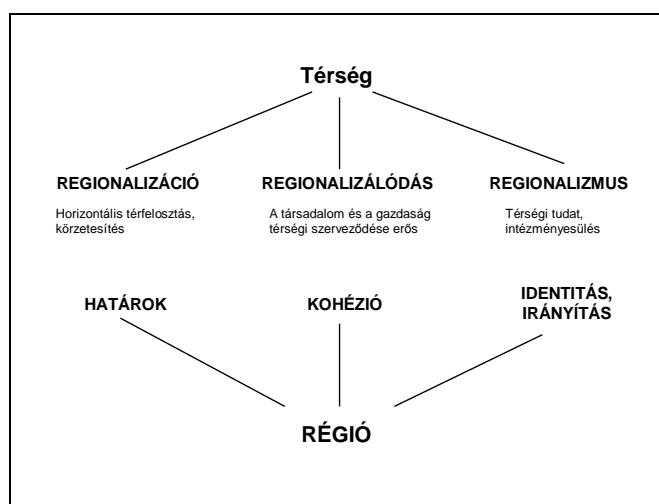 Térség
REGIONALIZÁCIÓ
Horizontális térfelosztás,
körzetesítés
REGIONALIZÁLÓDÁS
A társadalom és a gazdaság
térségi szerveződése erős
REGIONALIZMUS
Térségi tudat,
intézményesülés
HATÁROK
KOHÉZIÓ
IDENTITÁS,
IRÁNYÍTÁS
RÉGIÓ